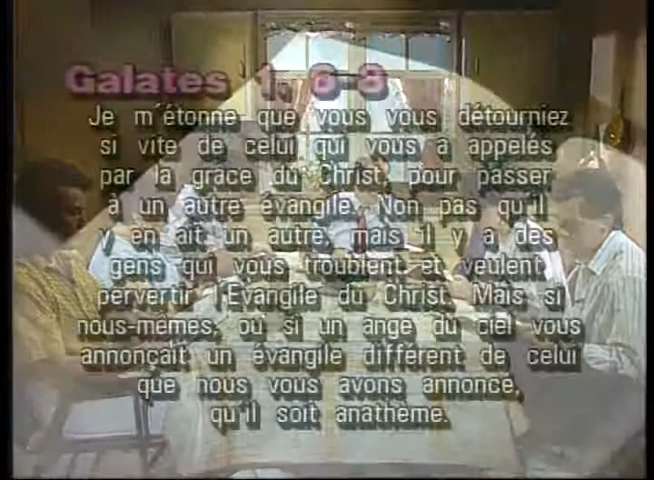 Galates 1, 6-8
Je m'étonne que vous vous détourniez
si vite de celui qui vous a appelés
par la grâce du Christ pour passer
à un autre évangile. Non pas qu'il
y en ait un autre, mais il y a des
gens qui vous troublent et veulent
pervertir l'Evangile du Christ. Mais si
nous-mêmes, ou si un ange du ciel vous
annonçait un évangile différent de celui
que nous vous avons annoncé,
qu'il soit anathème.